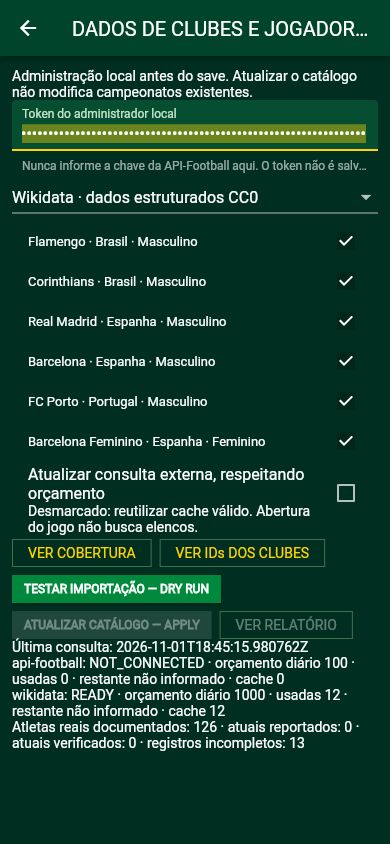 DADOS DE CLUBES E JOGADOR...
Administração local antes do save. Atualizar o catálogo
não modifica campeonatos existentes.
Token do administrador local
Nunca informe a chave da API-Football aqui. O token não é salv...
Wikidata · dados estruturados CC0
Flamengo · Brasil · Masculino
Corinthians · Brasil · Masculino
Real Madrid · Espanha · Masculino
Barcelona · Espanha · Masculino
FC Porto · Portugal · Masculino
Barcelona Feminino · Espanha · Feminino
Atualizar consulta externa, respeitando
orçamento
Desmarcado: reutilizar cache válido. Abertura
do jogo não busca elencos.
VER COBERTURA
VER IDs DOS CLUBES
TESTAR IMPORTAÇÃO — DRY RUN
ATUALIZAR CATÁLOGO — APPLY
VER RELATÓRIO
Última consulta: 2026-11-01T18:45:15.980762Z
api-football: NOT_CONNECTED · orçamento diário 100 ·
usadas 0 · restante não informado · cache 0
wikidata: READY · orçamento diário 1000 · usadas 12 ·
restante não informado · cache 12
Atletas reais documentados: 126 · atuais reportados: 0 ·
atuais verificados: 0 · registros incompletos: 13